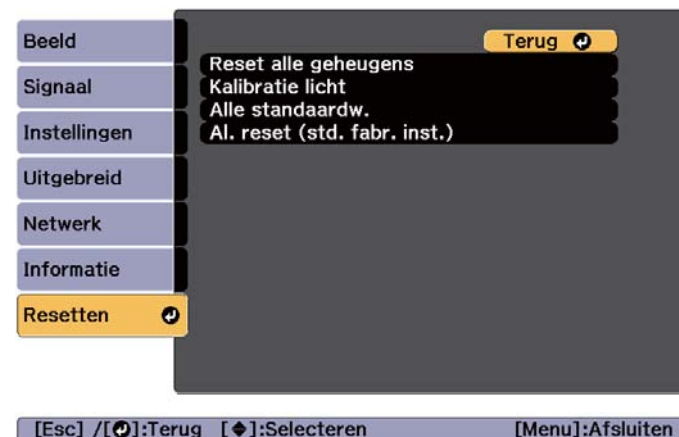 Beeld
Signaal
Instellingen
Uitgebreid
Netwerk
Informatie
Resetten
Terug
Reset alle geheugens
Kalibratie licht
Alle standaardw.
Al. reset (std. fabr. inst.)
[Esc] /[↵]:Terug [◆]:Selecteren [Menu]:Afsluiten